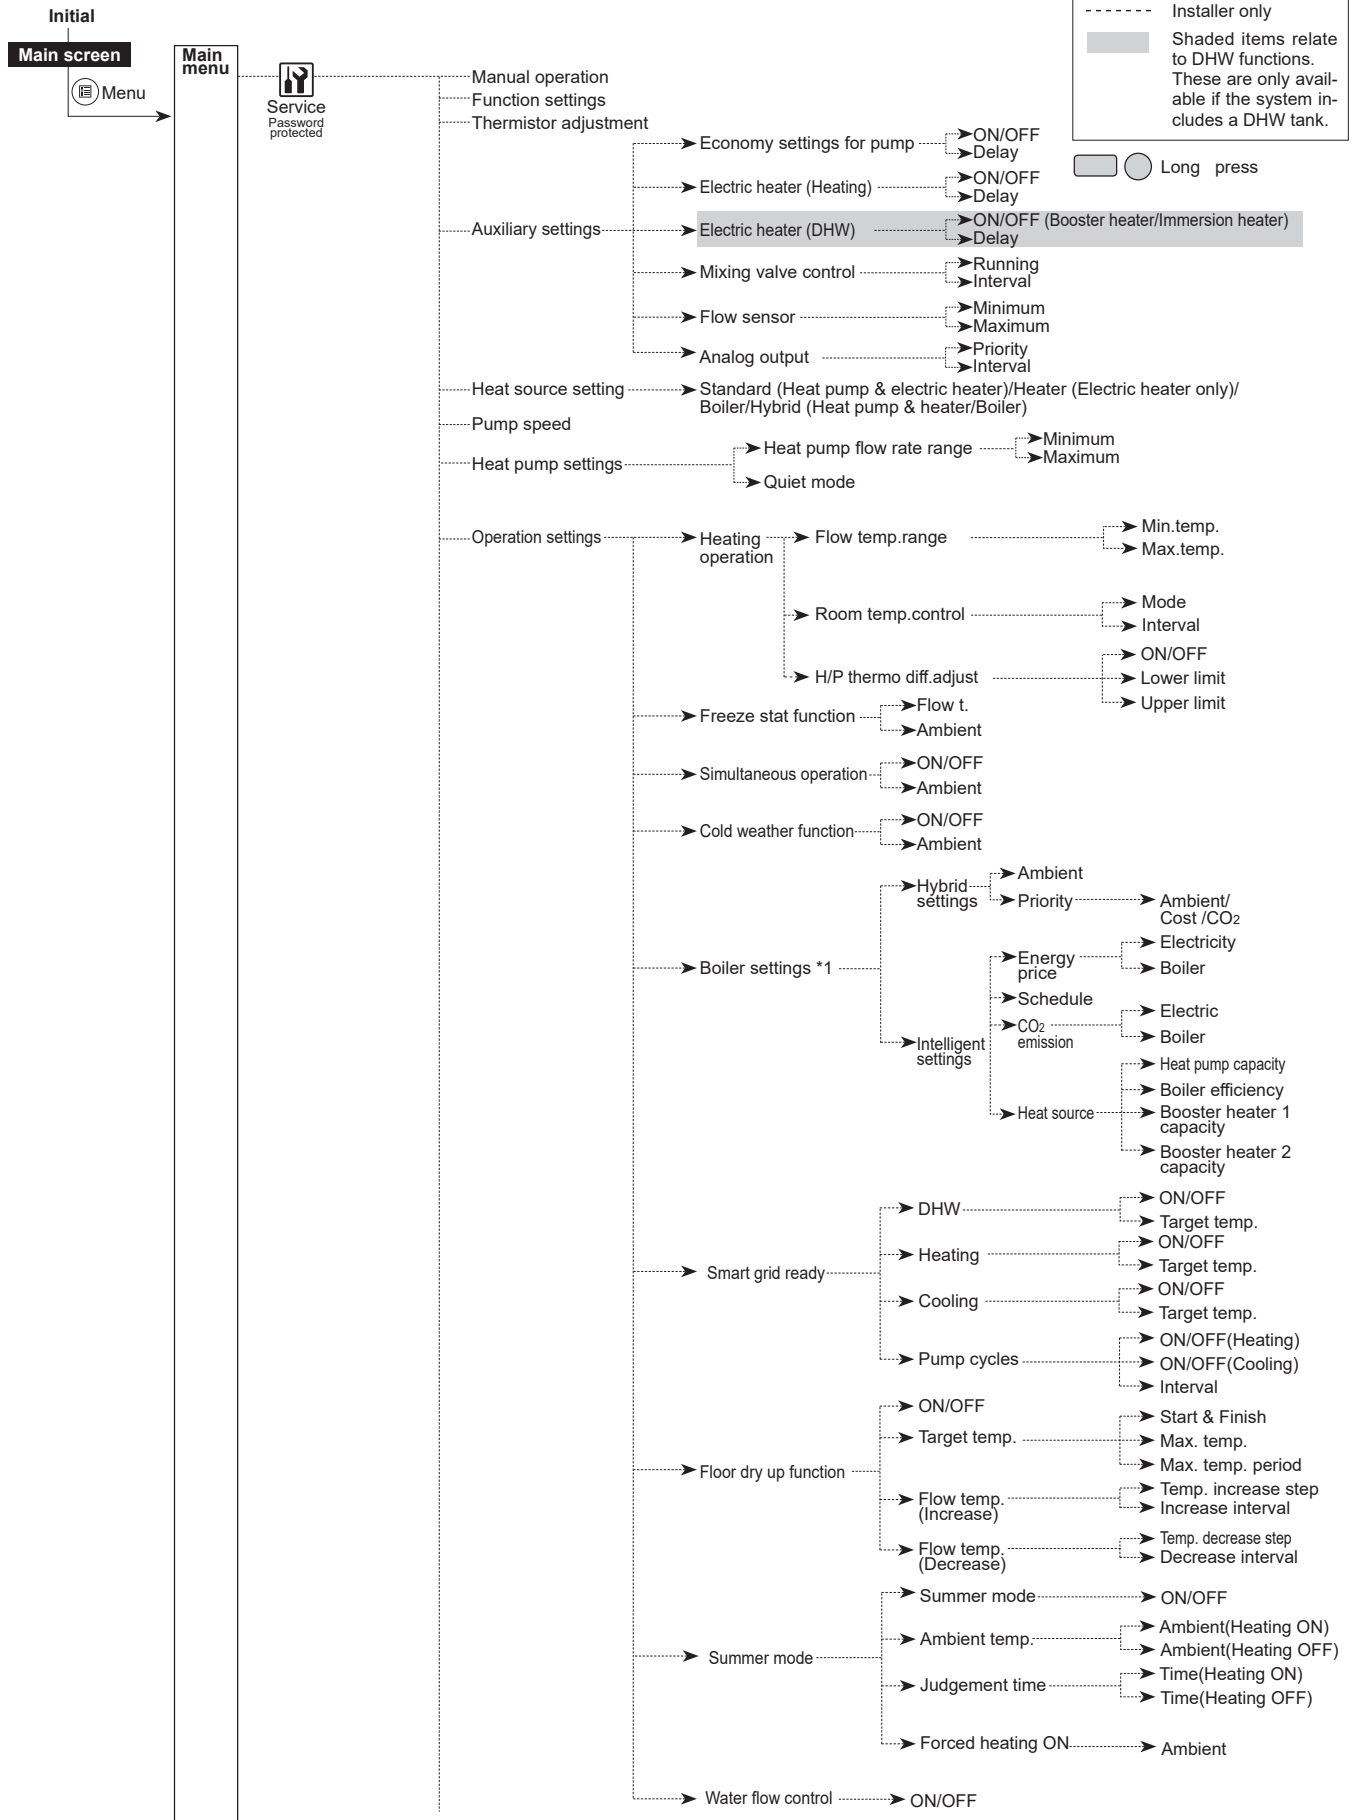 Initial
Main screen
Menu
Main
menu
Service
Password
protected
Installer only
Shaded items relate
to DHW functions.
These are only avail-
able if the system in-
cludes a DHW tank.
Long press
Manual operation
Function settings
Thermistor adjustment
Auxiliary settings
Economy settings for pump
ON/OFF
Delay
Electric heater (Heating)
ON/OFF
Delay
Electric heater (DHW)
ON/OFF (Booster heater/Immersion heater)
Delay
Mixing valve control
Running
Interval
Flow sensor
Minimum
Maximum
Analog output
Priority
Interval
Heat source setting
Standard (Heat pump & electric heater)/Heater (Electric heater only)/
Boiler/Hybrid (Heat pump & heater/Boiler)
Pump speed
Heat pump settings
Heat pump flow rate range
Minimum
Maximum
Quiet mode
Operation settings
Heating
operation
Flow temp.range
Min.temp.
Max.temp.
Room temp.control
Mode
Interval
H/P thermo diff.adjust
ON/OFF
Lower limit
Upper limit
Freeze stat function
Flow t.
Ambient
Simultaneous operation
ON/OFF
Ambient
Cold weather function
ON/OFF
Ambient
Boiler settings *1
Hybrid
settings
Ambient
Priority
Ambient/
Cost /CO2
Intelligent
settings
Energy
price
Electricity
Boiler
Schedule
CO2
emission
Electric
Boiler
Heat source
Heat pump capacity
Boiler efficiency
Booster heater 1
capacity
Booster heater 2
capacity
Smart grid ready
DHW
ON/OFF
Target temp.
Heating
ON/OFF
Target temp.
Cooling
ON/OFF
Target temp.
Pump cycles
ON/OFF(Heating)
ON/OFF(Cooling)
Interval
Floor dry up function
ON/OFF
Target temp.
Start & Finish
Max. temp.
Max. temp. period
Flow temp.
(Increase)
Temp. increase step
Increase interval
Flow temp.
(Decrease)
Temp. decrease step
Decrease interval
Summer mode
Summer mode
ON/OFF
Ambient temp.
Ambient(Heating ON)
Ambient(Heating OFF)
Judgement time
Time(Heating ON)
Time(Heating OFF)
Forced heating ON
Ambient
Water flow control
ON/OFF